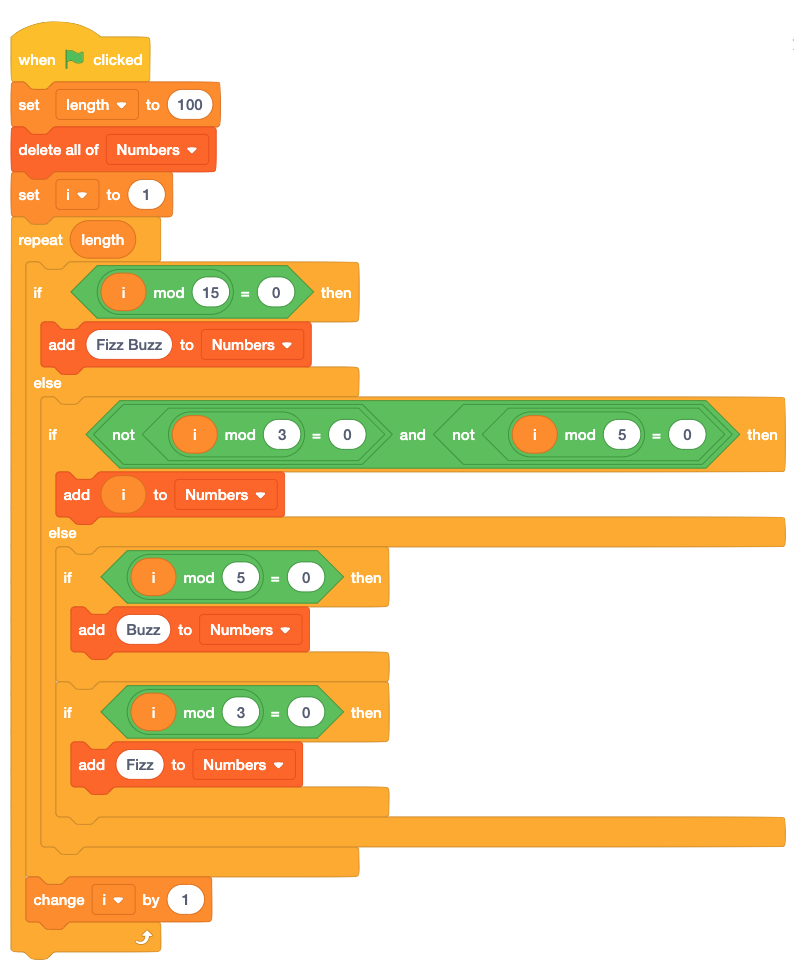 when clicked
set length to 100
delete all of Numbers
set i to 1
repeat length
if i mod 15 = 0 then
add Fizz Buzz to Numbers
else
if not i mod 3 = 0 and not i mod 5 = 0 then
add i to Numbers
else
if i mod 5 = 0 then
add Buzz to Numbers
if i mod 3 = 0 then
add Fizz to Numbers
change i by 1